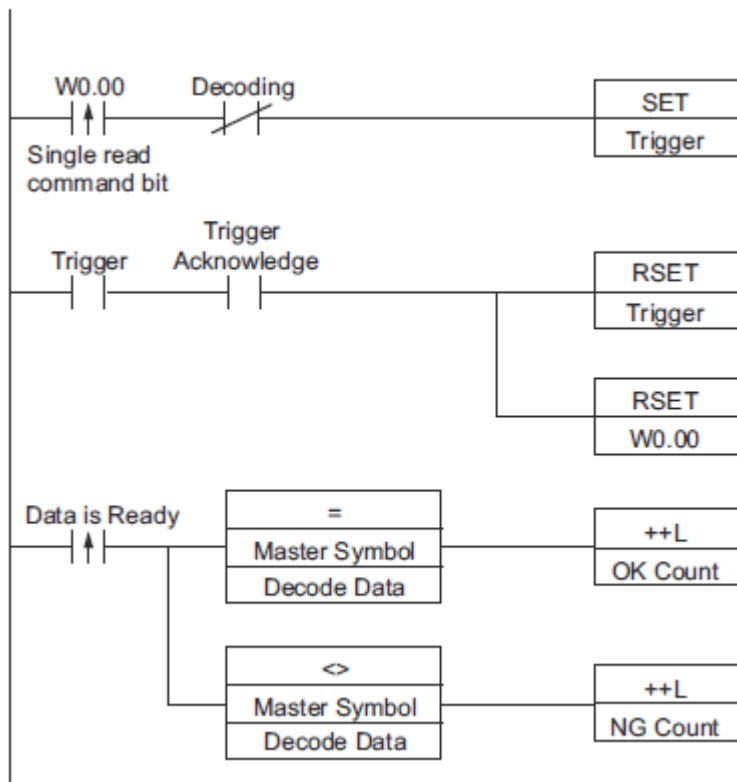 W0.00
Decoding
SET
Trigger
Single read
command bit
Trigger
Trigger
Acknowledge
RSET
Trigger
RSET
W0.00
Data is Ready
=
Master Symbol
Decode Data
++L
OK Count
<>
Master Symbol
Decode Data
++L
NG Count